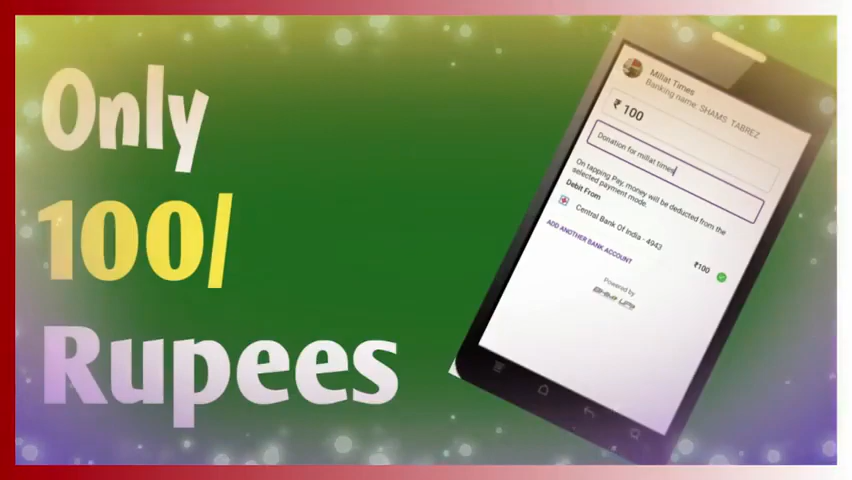 Only
100/
Rupees
Millat Times
Banking name: SHAMS TABREZ
₹ 100
Donation for millat times
On tapping Pay, money will be deducted from the
selected payment mode.
Debit From
Central Bank Of India - 4943
₹100
ADD ANOTHER BANK ACCOUNT
Powered by
BHIM UPI